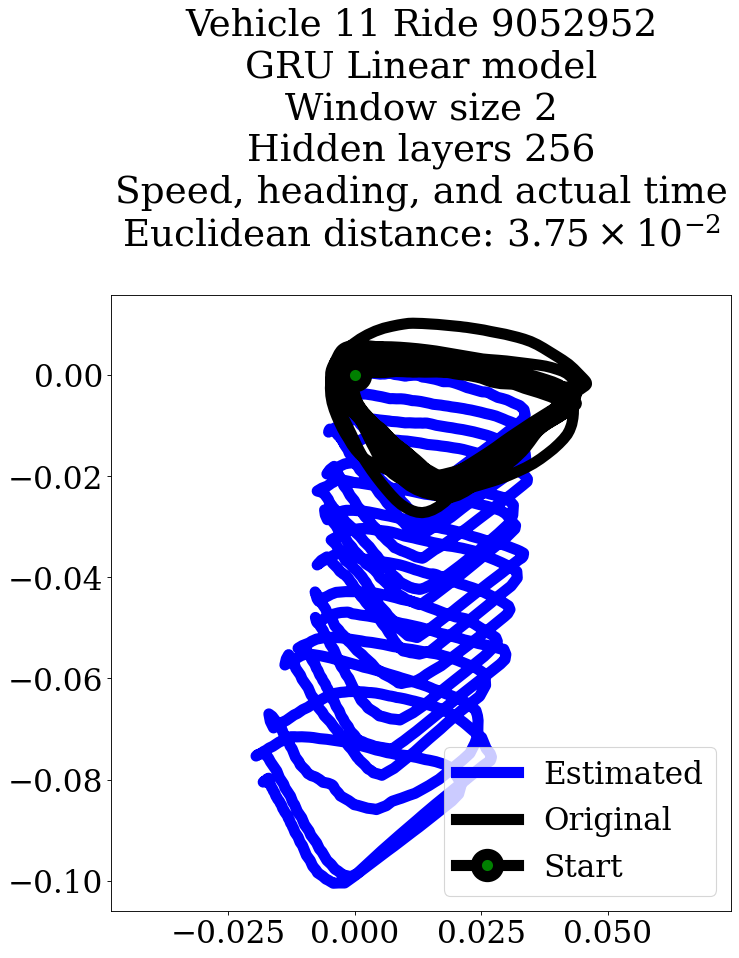 Vehicle 11 Ride 9052952
GRU Linear model
Window size 2
Hidden layers 256
Speed, heading, and actual time
Euclidean distance: 3.75 × 10⁻²
0.00
−0.02
−0.04
−0.06
−0.08
−0.10
Estimated
Original
Start
−0.025 0.000 0.025 0.050